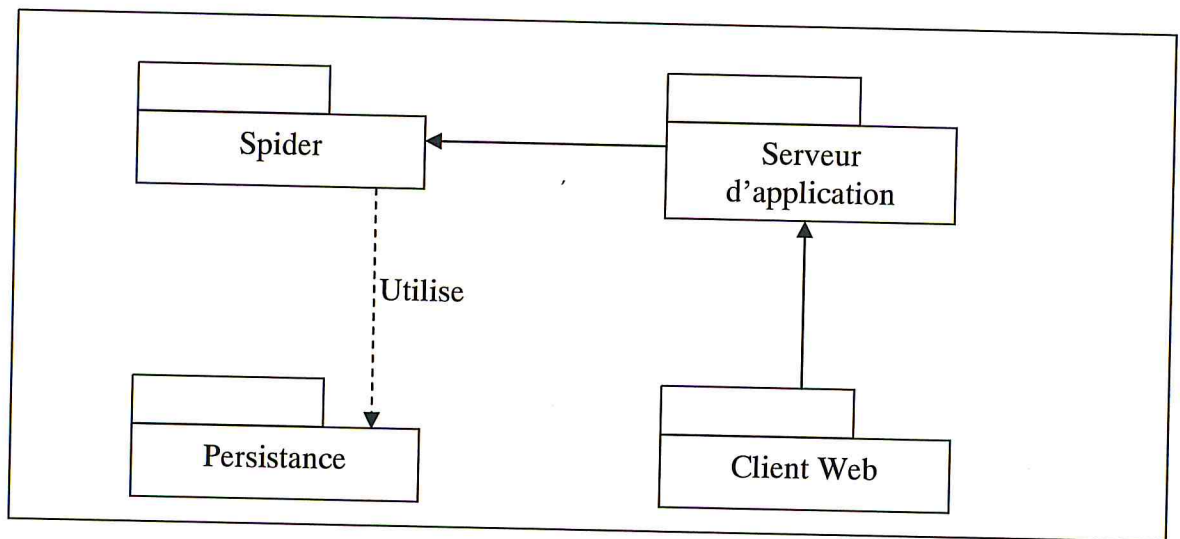 Spider
Serveur
d'application
Utilise
Persistance
Client Web